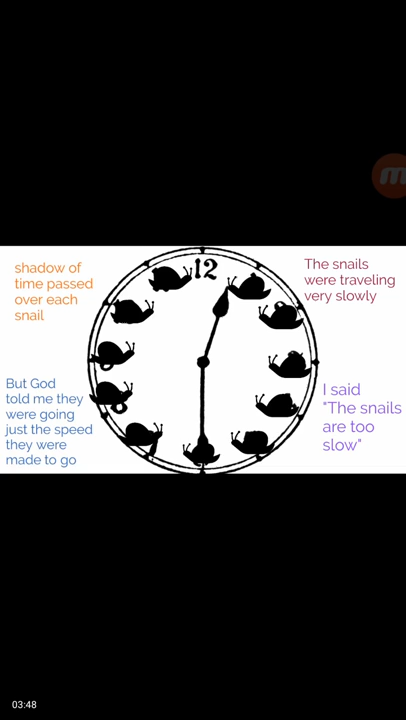 shadow of
time passed
over each
snail
12
The snails
were traveling
very slowly
But God
told me they
were going
just the speed
they were
made to go
I said
"The snails
are too
slow"
03:48